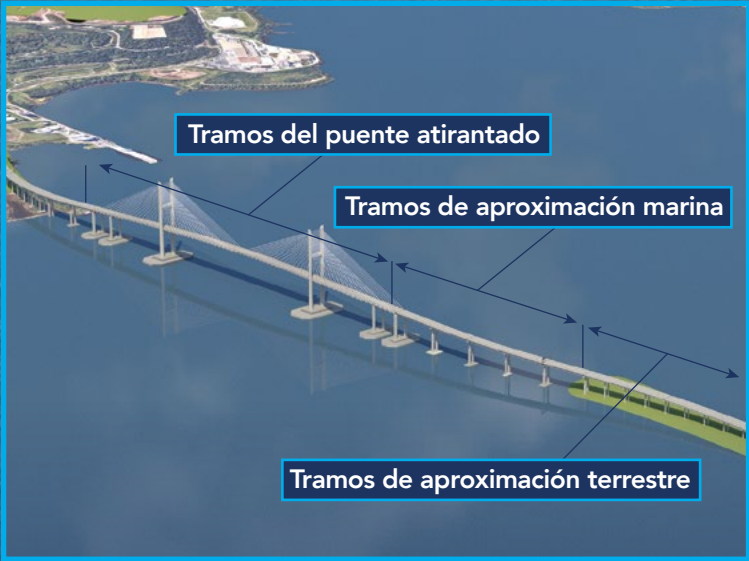 Tramos del puente atirantado
Tramos de aproximación marina
Tramos de aproximación terrestre